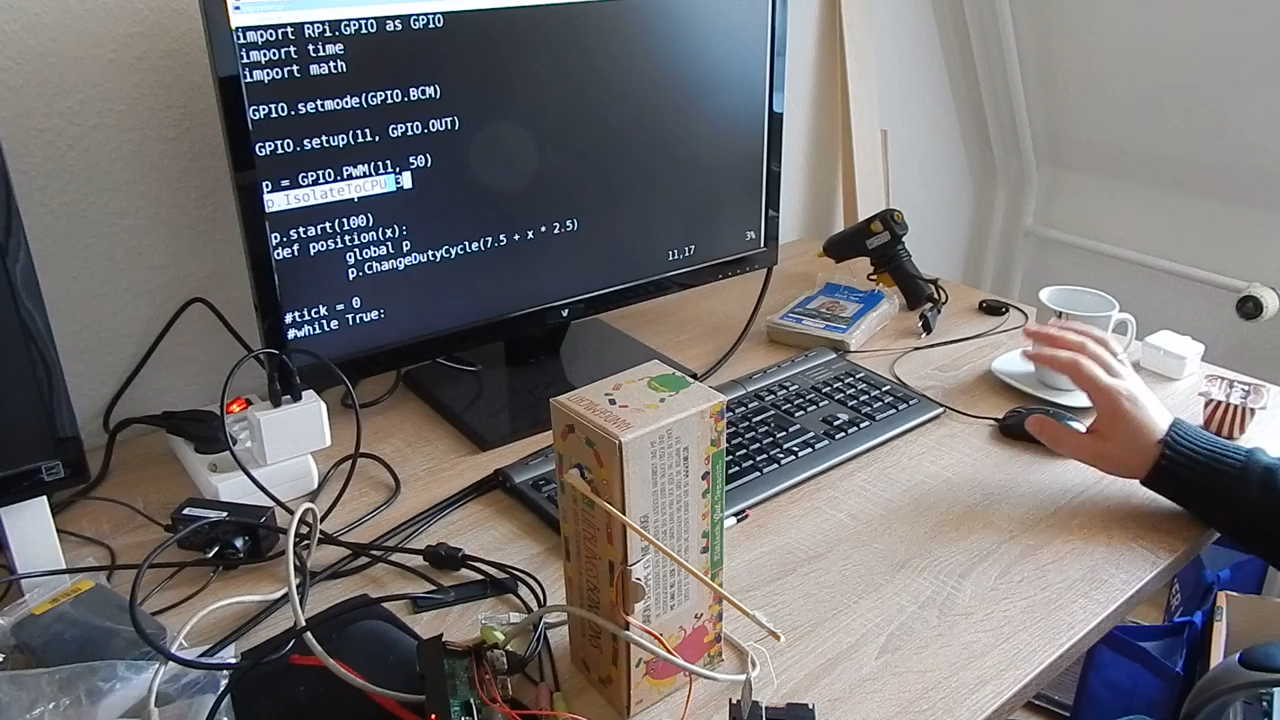 import RPi.GPIO as GPIO
import time
import math
GPIO.setmode(GPIO.BCM)
GPIO.setup(11, GPIO.OUT)
p = GPIO.PWM(11, 50)
p.IsolateToCPU 3
p.start(100)
def position(x):
global p
p.ChangeDutyCycle(7.5 + x * 2.5)
#tick = 0
#while True:
11,17
3%